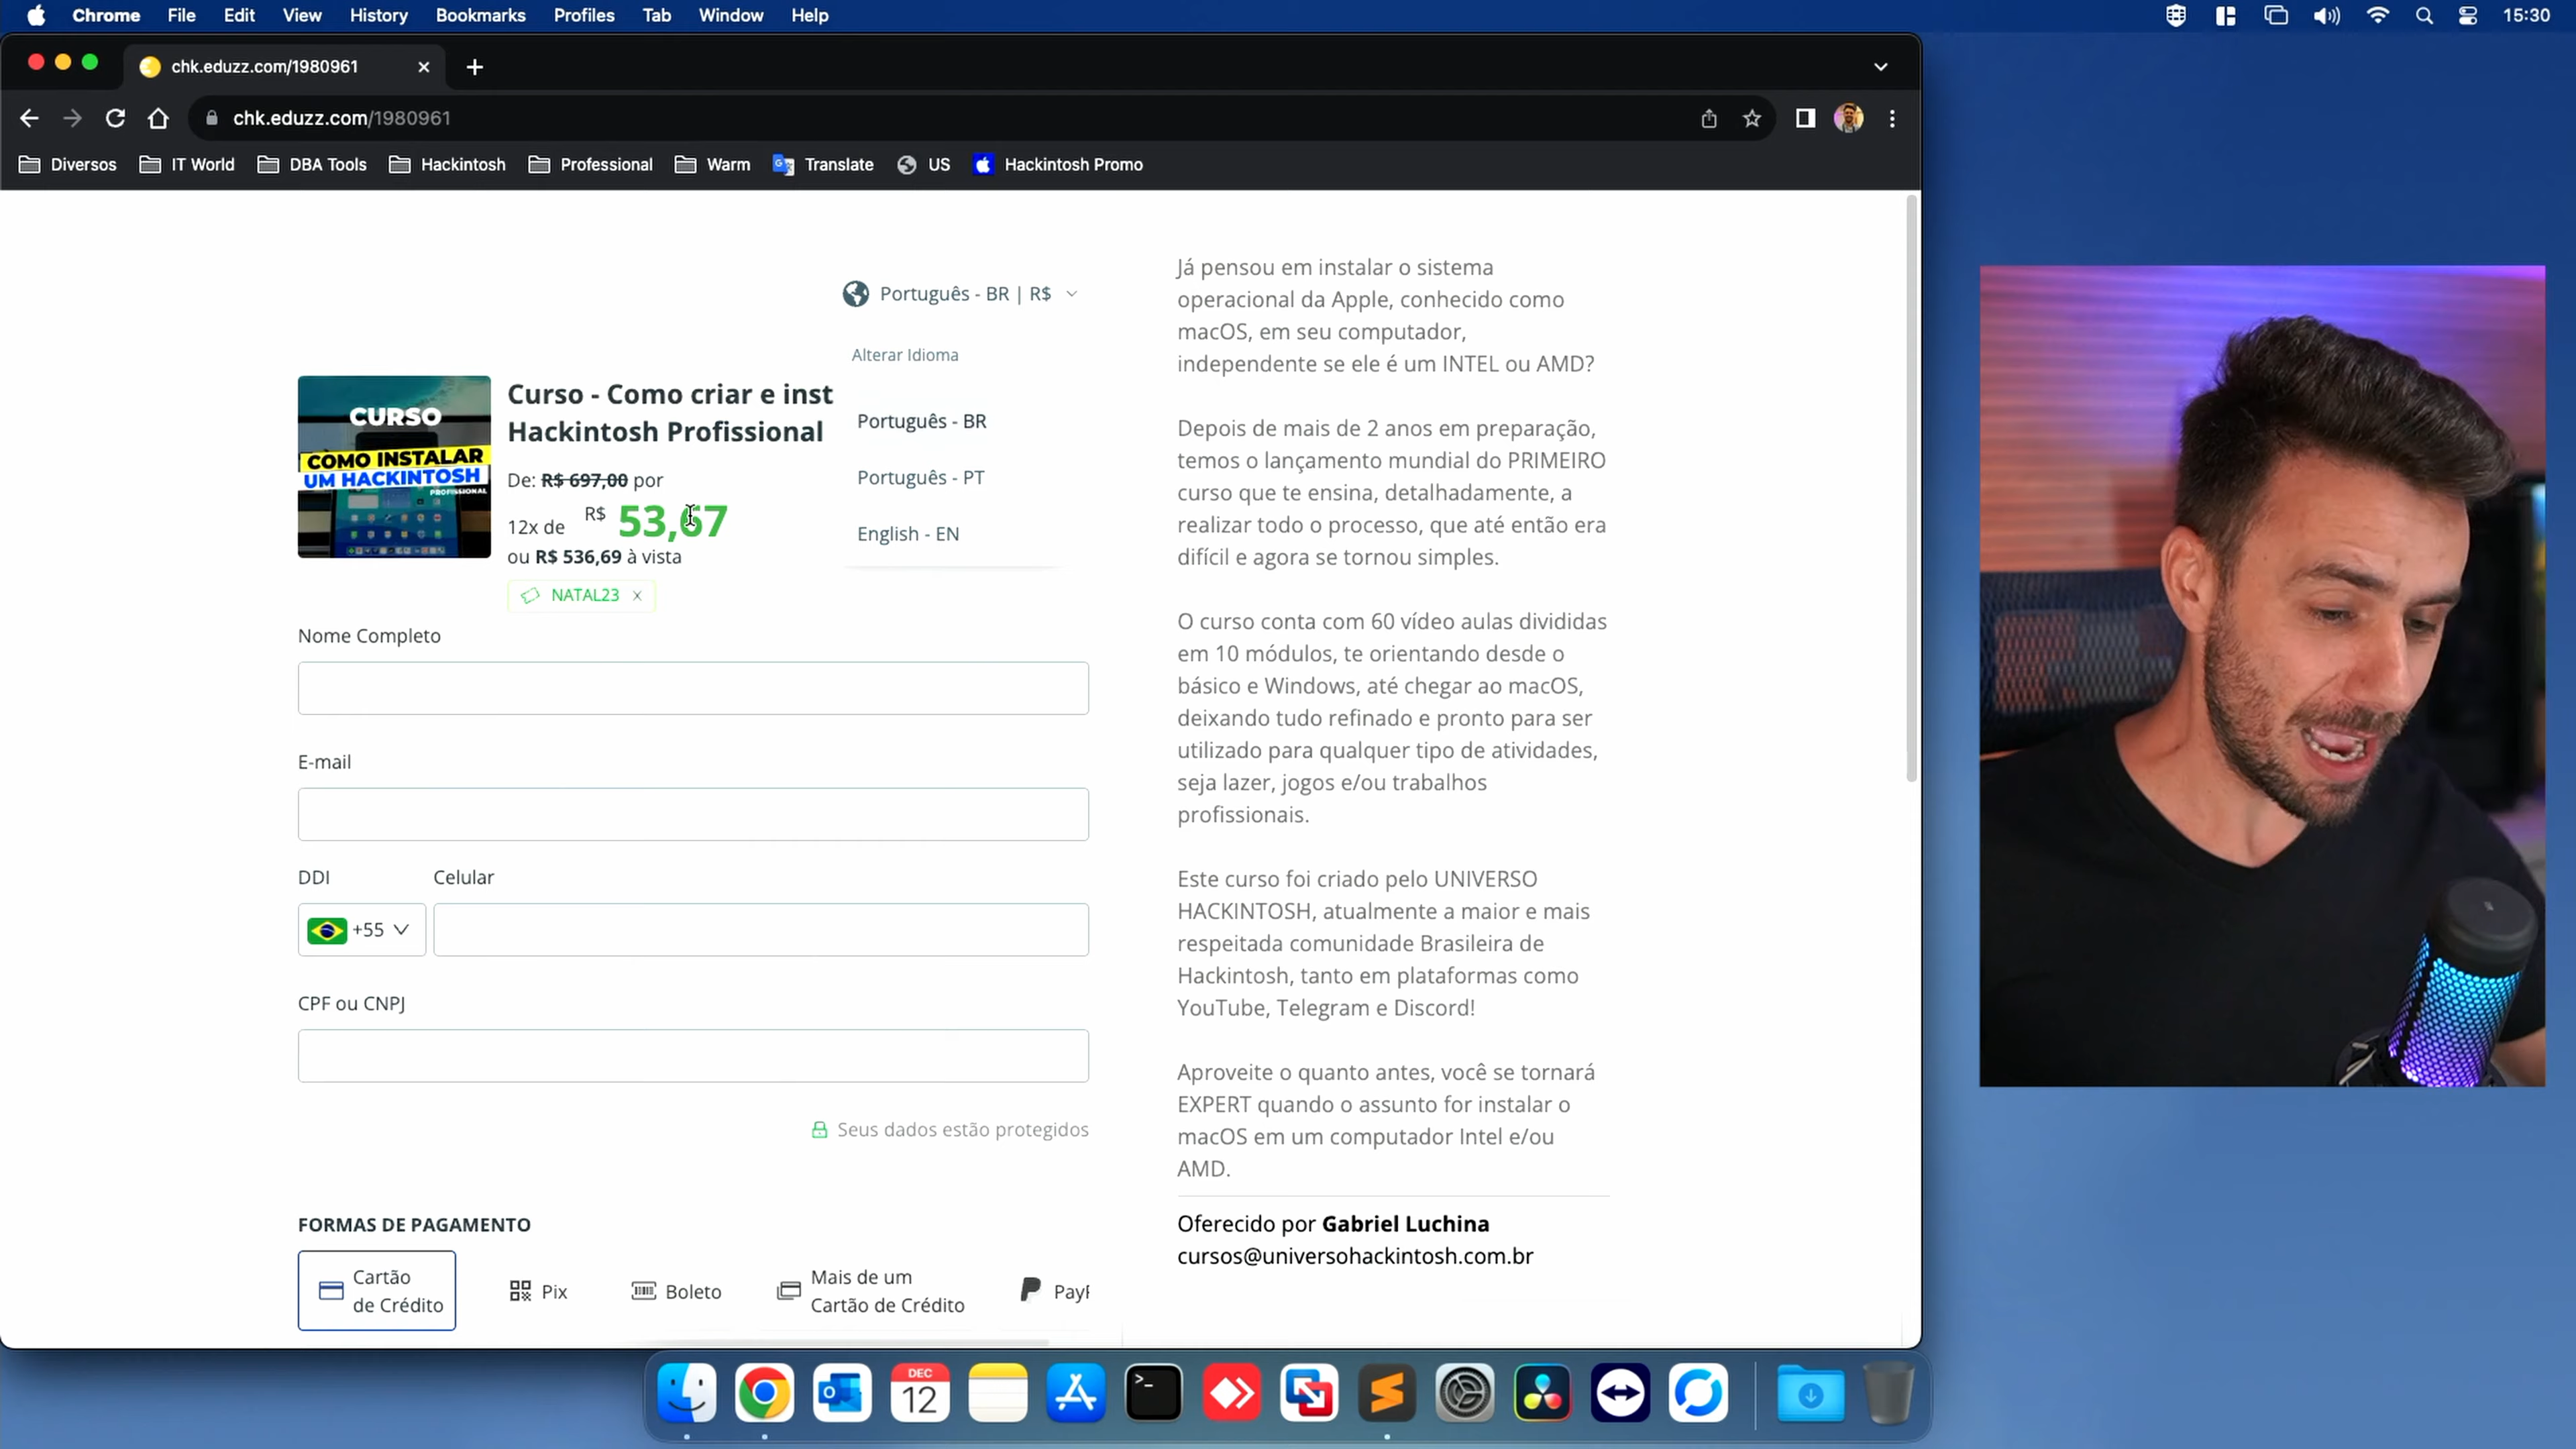 Chrome File Edit View History Bookmarks Profiles Tab Window Help 15:30
chk.eduzz.com/1980961
chk.eduzz.com/1980961
Diversos IT World DBA Tools Hackintosh Professional Warm Translate US Hackintosh Promo
Português - BR | R$
Alterar Idioma
Português - BR
Português - PT
English - EN
CURSO
COMO INSTALAR
UM HACKINTOSH
PROFISSIONAL
Curso - Como criar e inst
Hackintosh Profissional
De: R$ 697,00 por
12x de R$ 53,67
ou R$ 536,69 à vista
NATAL23 x
Nome Completo
E-mail
DDI Celular
+55
CPF ou CNPJ
Seus dados estão protegidos
FORMAS DE PAGAMENTO
Cartão
de Crédito
Pix
Boleto
Mais de um
Cartão de Crédito
Já pensou em instalar o sistema
operacional da Apple, conhecido como
macOS, em seu computador,
independente se ele é um INTEL ou AMD?
Depois de mais de 2 anos em preparação,
temos o lançamento mundial do PRIMEIRO
curso que te ensina, detalhadamente, a
realizar todo o processo, que até então era
difícil e agora se tornou simples.
O curso conta com 60 vídeo aulas divididas
em 10 módulos, te orientando desde o
básico e Windows, até chegar ao macOS,
deixando tudo refinado e pronto para ser
utilizado para qualquer tipo de atividades,
seja lazer, jogos e/ou trabalhos
profissionais.
Este curso foi criado pelo UNIVERSO
HACKINTOSH, atualmente a maior e mais
respeitada comunidade Brasileira de
Hackintosh, tanto em plataformas como
YouTube, Telegram e Discord!
Aproveite o quanto antes, você se tornará
EXPERT quando o assunto for instalar o
macOS em um computador Intel e/ou
AMD.
Oferecido por Gabriel Luchina
cursos@universohackintosh.com.br
DEC
12